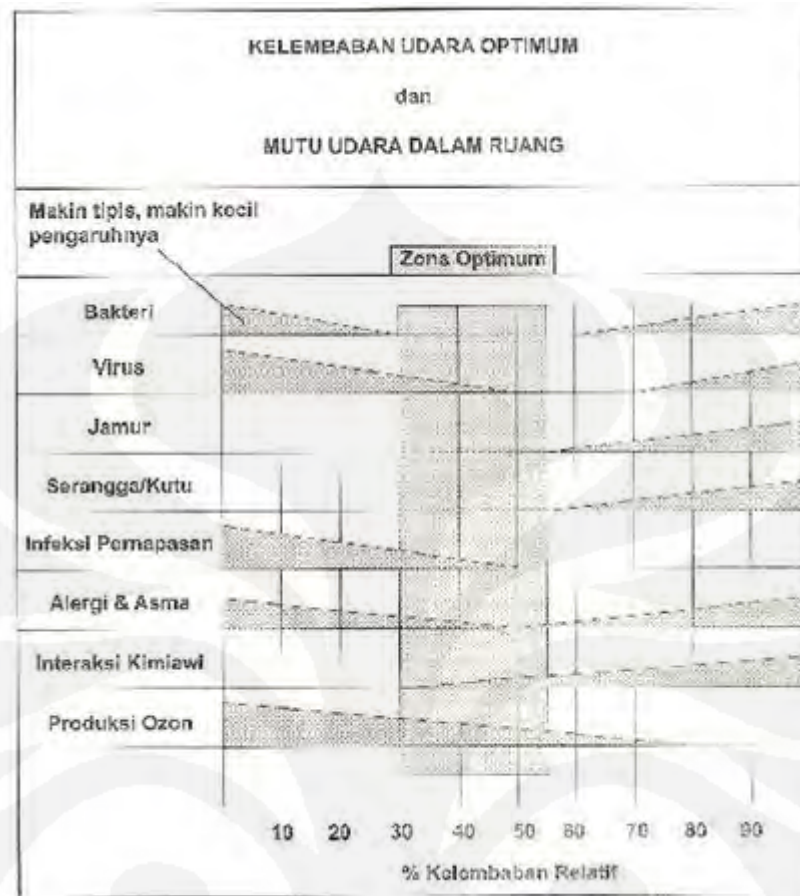 KELEMBABAN UDARA OPTIMUM
dan
MUTU UDARA DALAM RUANG
Makin tipis, makin kecil
pengaruhnya
Zona Optimum
Bakteri
Virus
Jamur
Serangga/Kutu
Infeksi Pernapasan
Alergi & Asma
Interaksi Kimiawi
Produksi Ozon
10 20 30 40 50 60 70 80 90
% Kelembaban Relatif